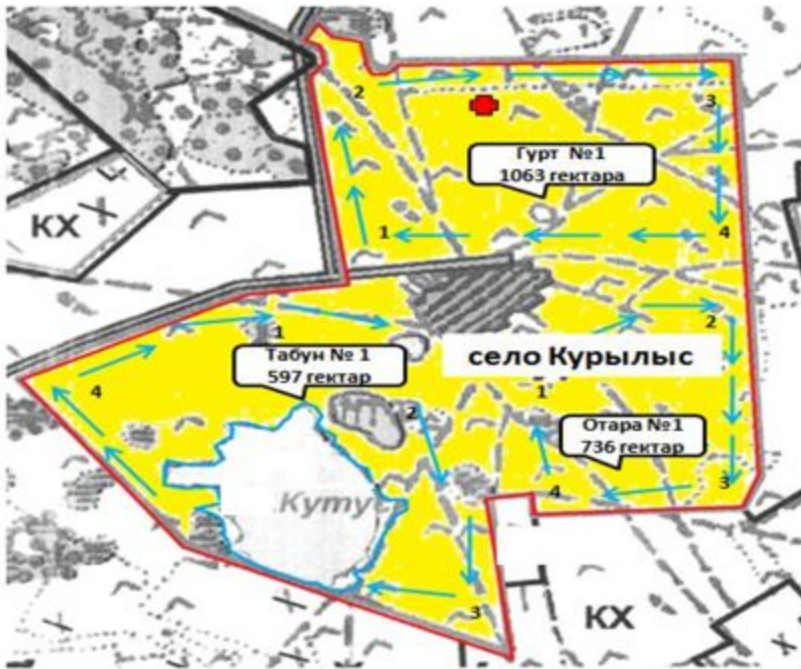 2
3
Гурт №1
1063 гектара
КХ
1
4
1
2
Табун № 1
597 гектар
село Курылыс
4
2
1
Отара №1
736 гектар
3
4
Куту
3
КХ